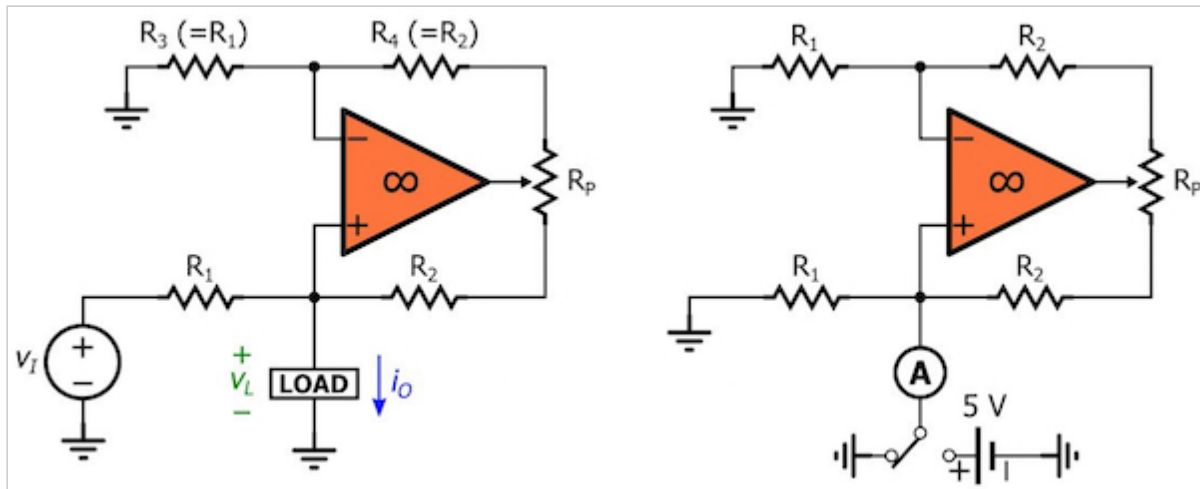 R3 (=R1)
R4 (=R2)
−
∞
RP
+
R1
R2
vI
+
−
+
vL
−
LOAD
iO
R1
R2
−
∞
RP
+
R1
R2
A
5 V
+